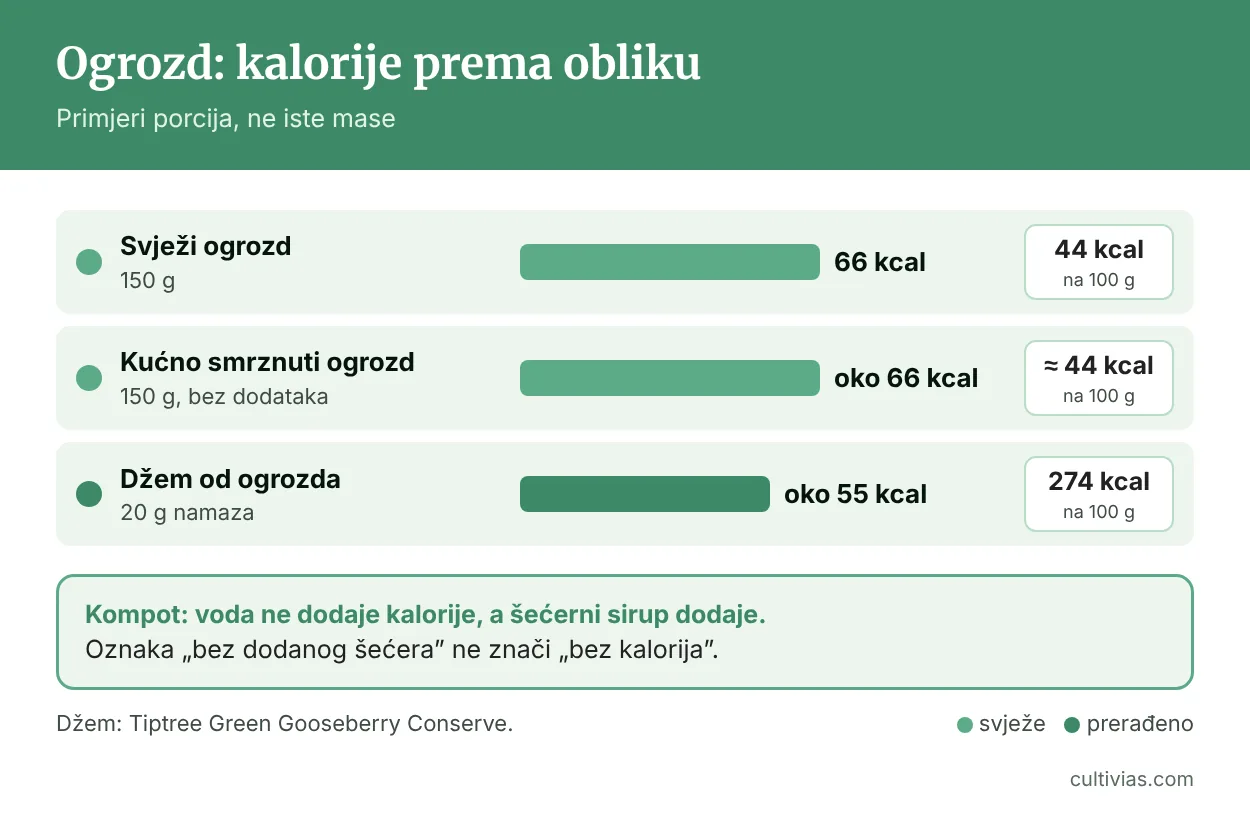 Ogrozd: kalorije prema obliku
Primjeri porcija, ne iste mase
Svježi ogrozd
150 g
66 kcal
44 kcal
na 100 g
Kućno smrznuti ogrozd
150 g, bez dodataka
oko 66 kcal
≈ 44 kcal
na 100 g
Džem od ogrozda
20 g namaza
oko 55 kcal
274 kcal
na 100 g
Kompot: voda ne dodaje kalorije, a šećerni sirup dodaje.
Oznaka „bez dodanog šećera” ne znači „bez kalorija”.
Džem: Tiptree Green Gooseberry Conserve.
svježe
prerađeno
cultivias.com